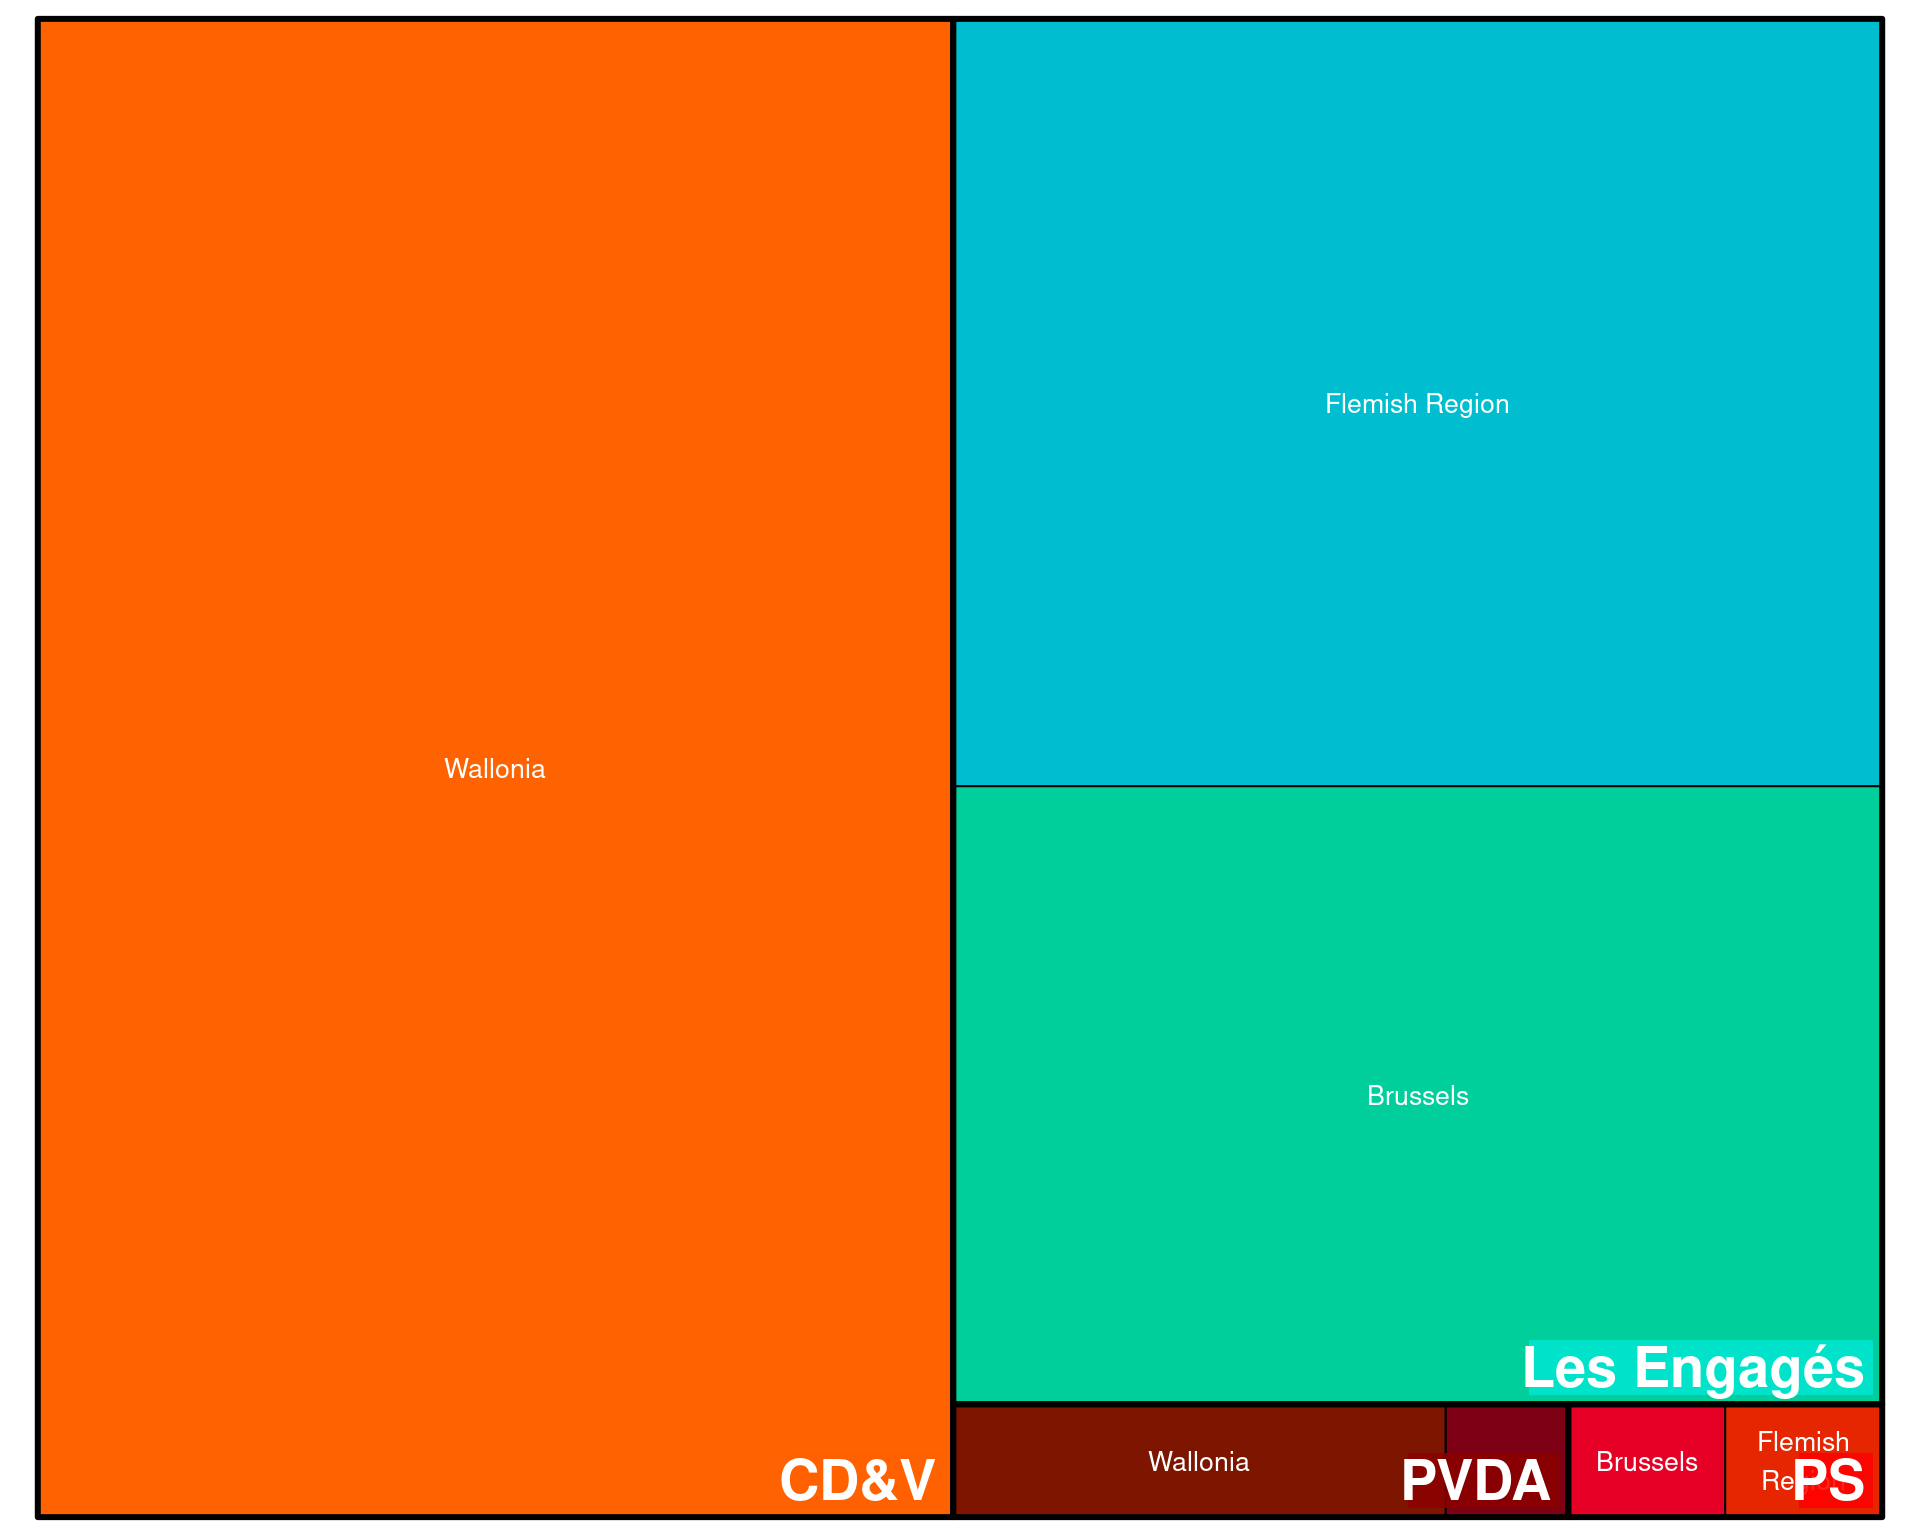 Flemish Region
Wallonia
Brussels
Les Engagés
CD&V
Wallonia
PVDA
Brussels
Flemish
PS